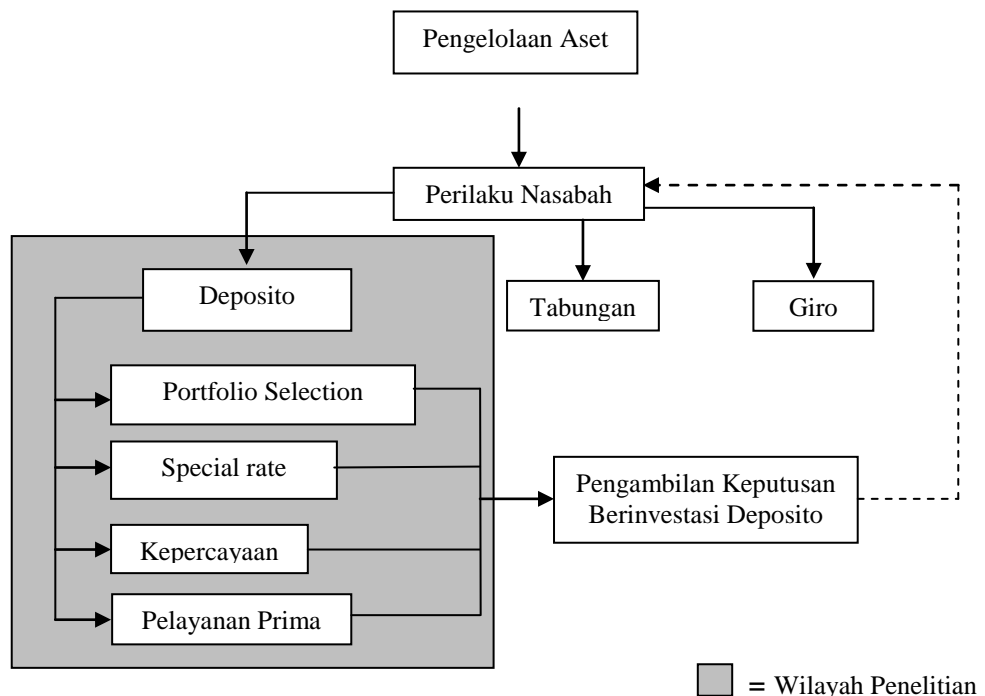 Pengelolaan Aset
Perilaku Nasabah
Deposito
Tabungan
Giro
Portfolio Selection
Special rate
Kepercayaan
Pelayanan Prima
Pengambilan Keputusan
Berinvestasi Deposito
= Wilayah Penelitian